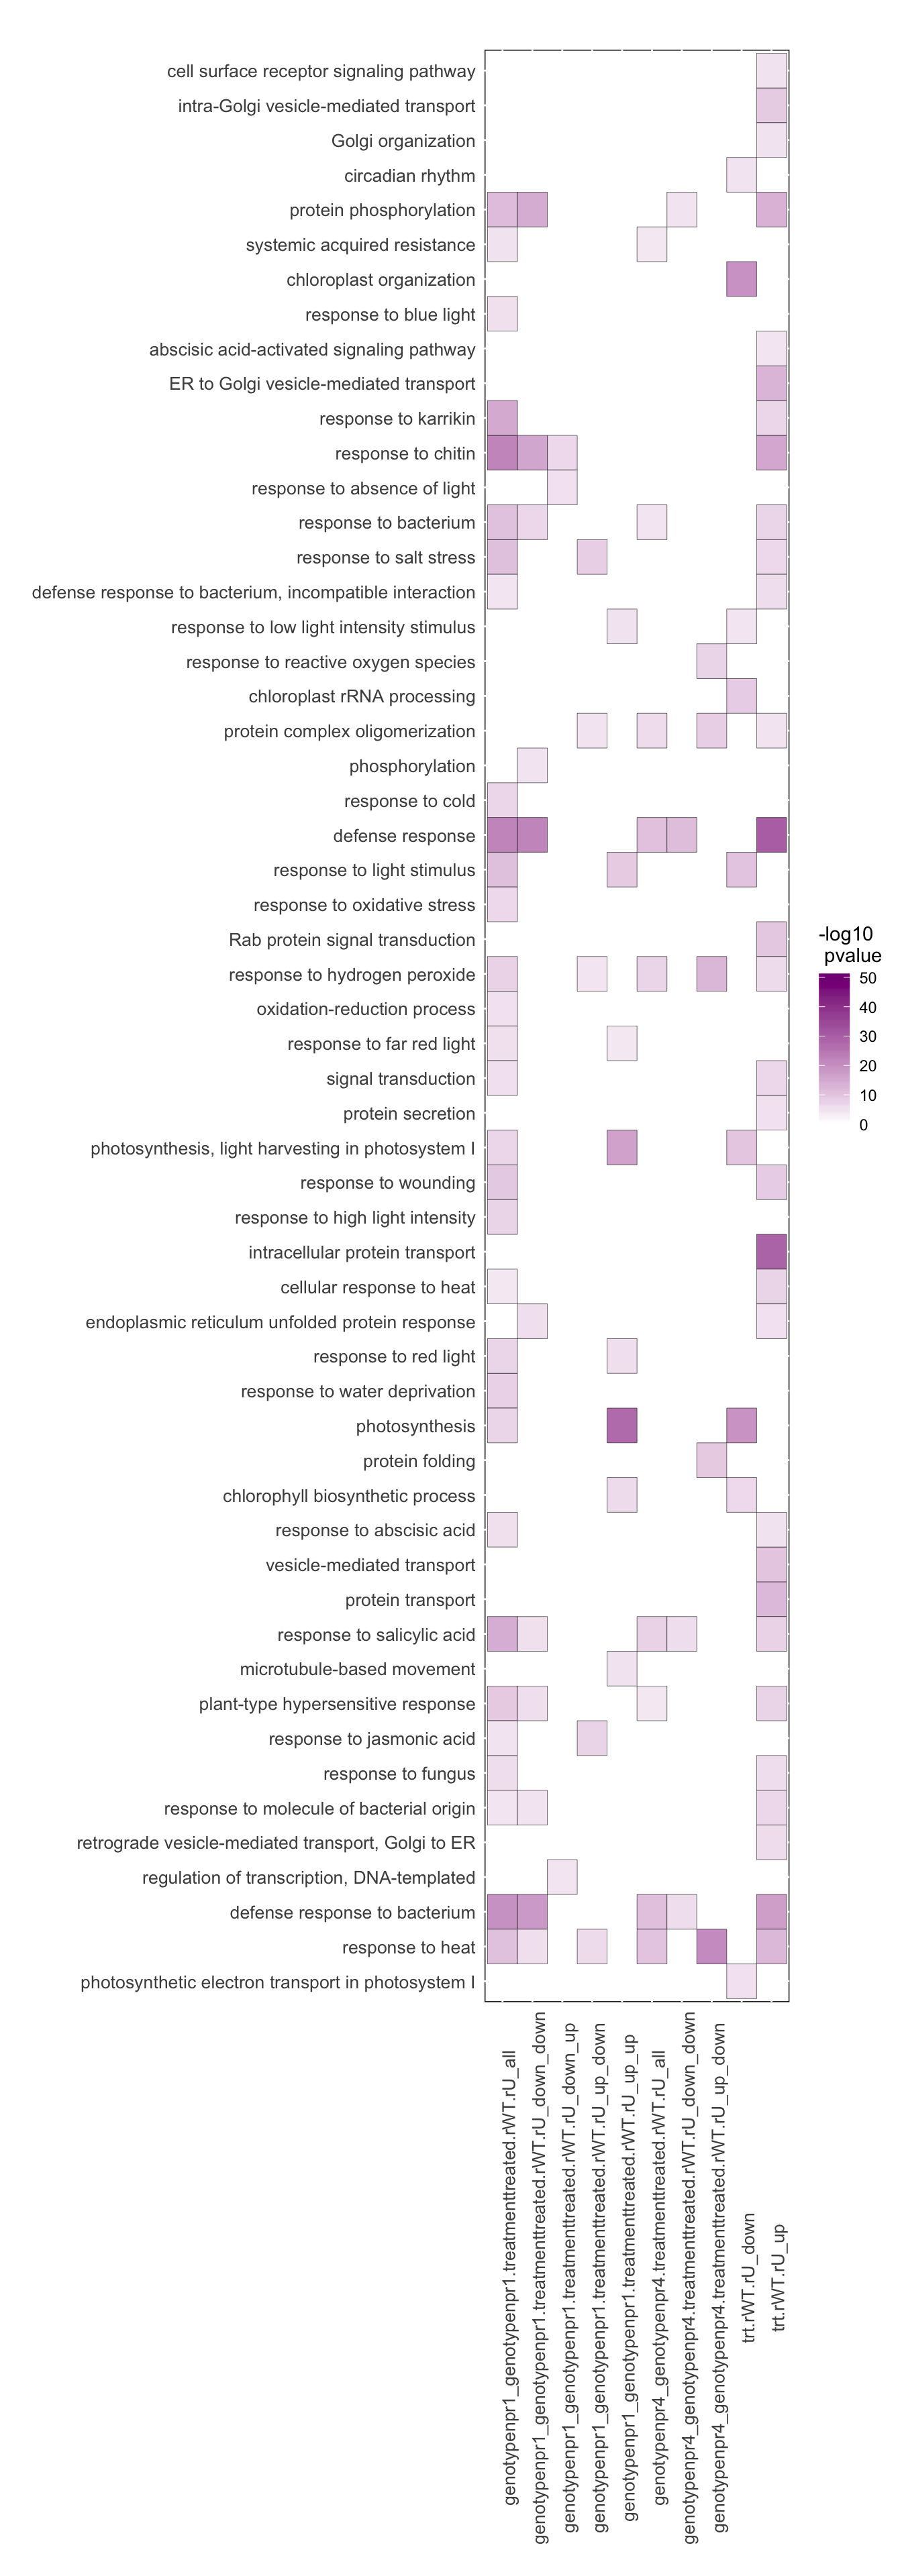 cell surface receptor signaling pathway
intra-Golgi vesicle-mediated transport
Golgi organization
circadian rhythm
protein phosphorylation
systemic acquired resistance
chloroplast organization
response to blue light
abscisic acid-activated signaling pathway
ER to Golgi vesicle-mediated transport
response to karrikin
response to chitin
response to absence of light
response to bacterium
response to salt stress
defense response to bacterium, incompatible interaction
response to low light intensity stimulus
response to reactive oxygen species
chloroplast rRNA processing
protein complex oligomerization
phosphorylation
response to cold
defense response
response to light stimulus
response to oxidative stress
Rab protein signal transduction
response to hydrogen peroxide
oxidation-reduction process
response to far red light
signal transduction
protein secretion
photosynthesis, light harvesting in photosystem I
response to wounding
response to high light intensity
intracellular protein transport
cellular response to heat
endoplasmic reticulum unfolded protein response
response to red light
response to water deprivation
photosynthesis
protein folding
chlorophyll biosynthetic process
response to abscisic acid
vesicle-mediated transport
protein transport
response to salicylic acid
microtubule-based movement
plant-type hypersensitive response
response to jasmonic acid
response to fungus
response to molecule of bacterial origin
retrograde vesicle-mediated transport, Golgi to ER
regulation of transcription, DNA-templated
defense response to bacterium
response to heat
photosynthetic electron transport in photosystem I
-log10
pvalue
50
40
30
20
10
0
genotypenpr1_genotypenpr1.treatmenttreated.rWT.rU_all
genotypenpr1_genotypenpr1.treatmenttreated.rWT.rU_down_down
genotypenpr1_genotypenpr1.treatmenttreated.rWT.rU_down_up
genotypenpr1_genotypenpr1.treatmenttreated.rWT.rU_up_down
genotypenpr1_genotypenpr1.treatmenttreated.rWT.rU_up_up
genotypenpr4_genotypenpr4.treatmenttreated.rWT.rU_all
genotypenpr4_genotypenpr4.treatmenttreated.rWT.rU_down_down
genotypenpr4_genotypenpr4.treatmenttreated.rWT.rU_up_down
trt.rWT.rU_down
trt.rWT.rU_up